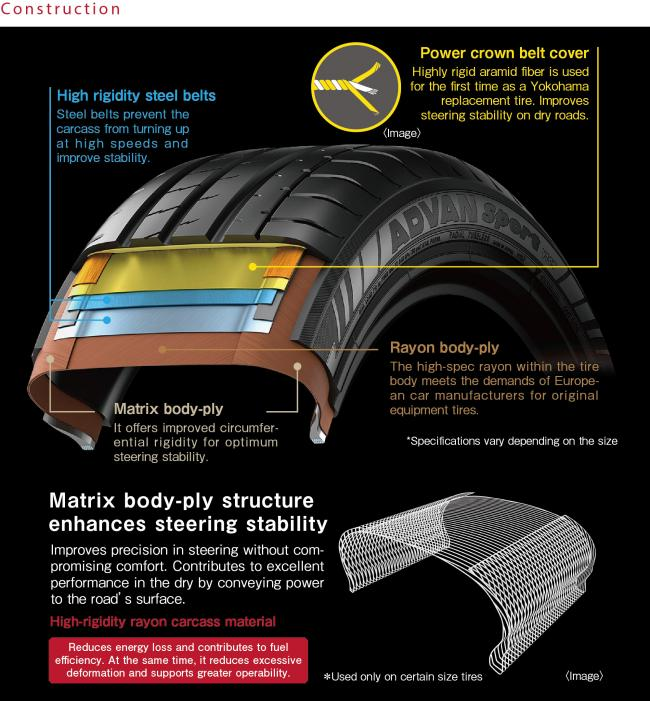 Construction
Power crown belt cover
Highly rigid aramid fiber is used
for the first time as a Yokohama
replacement tire. Improves
steering stability on dry roads.
〈Image〉
High rigidity steel belts
Steel belts prevent the
carcass from turning up
at high speeds and
improve stability.
ADVAN Sport
Rayon body-ply
The high-spec rayon within the tire
body meets the demands of Europe-
an car manufacturers for original
equipment tires.
Matrix body-ply
It offers improved circumfer-
ential rigidity for optimum
steering stability.
*Specifications vary depending on the size
Matrix body-ply structure
enhances steering stability
Improves precision in steering without com-
promising comfort. Contributes to excellent
performance in the dry by conveying power
to the road's surface.
High-rigidity rayon carcass material
Reduces energy loss and contributes to fuel
efficiency. At the same time, it reduces excessive
deformation and supports greater operability.
*Used only on certain size tires
〈Image〉